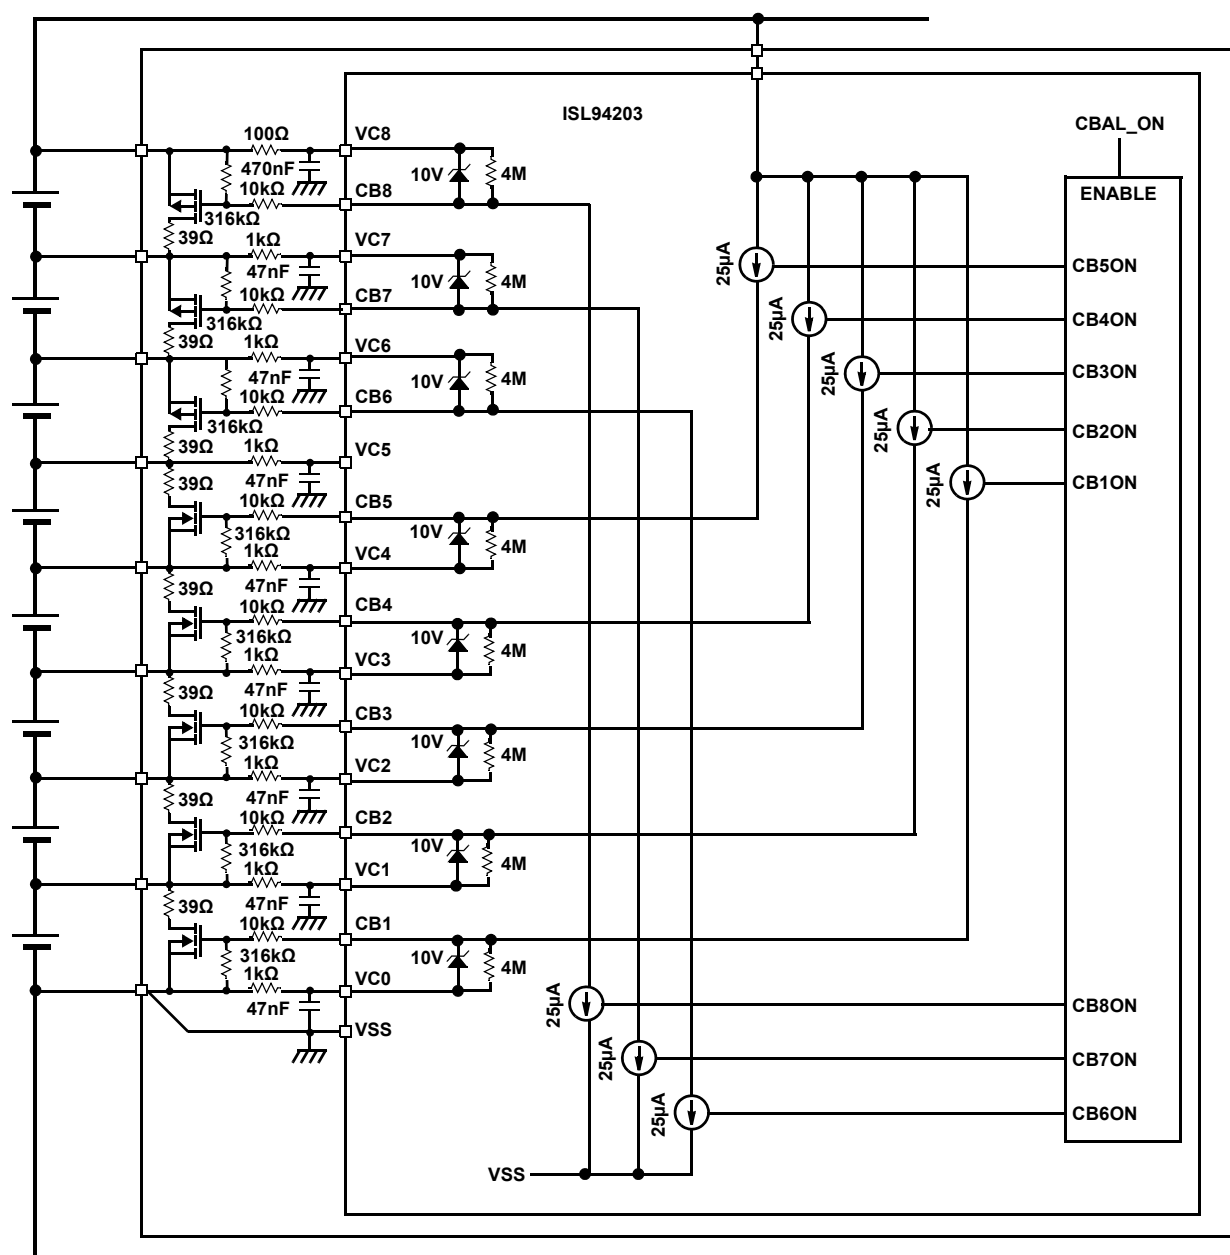 ISL94203
CBAL_ON
ENABLE
100Ω
VC8
470nF
10V
4M
10kΩ
CB8
316kΩ
39Ω
1kΩ
VC7
47nF
10V
4M
10kΩ
CB7
316kΩ
39Ω
1kΩ
VC6
47nF
10V
4M
10kΩ
CB6
316kΩ
39Ω
1kΩ
VC5
39Ω
47nF
10kΩ
CB5
316kΩ
10V
4M
1kΩ
VC4
39Ω
47nF
10kΩ
CB4
316kΩ
10V
4M
1kΩ
VC3
39Ω
47nF
10kΩ
CB3
316kΩ
10V
4M
1kΩ
VC2
39Ω
47nF
10kΩ
CB2
316kΩ
10V
4M
1kΩ
VC1
39Ω
47nF
10kΩ
CB1
316kΩ
10V
4M
1kΩ
VC0
47nF
VSS
25µA
CB5ON
25µA
CB4ON
25µA
CB3ON
25µA
CB2ON
25µA
CB1ON
25µA
CB8ON
25µA
CB7ON
25µA
CB6ON
VSS